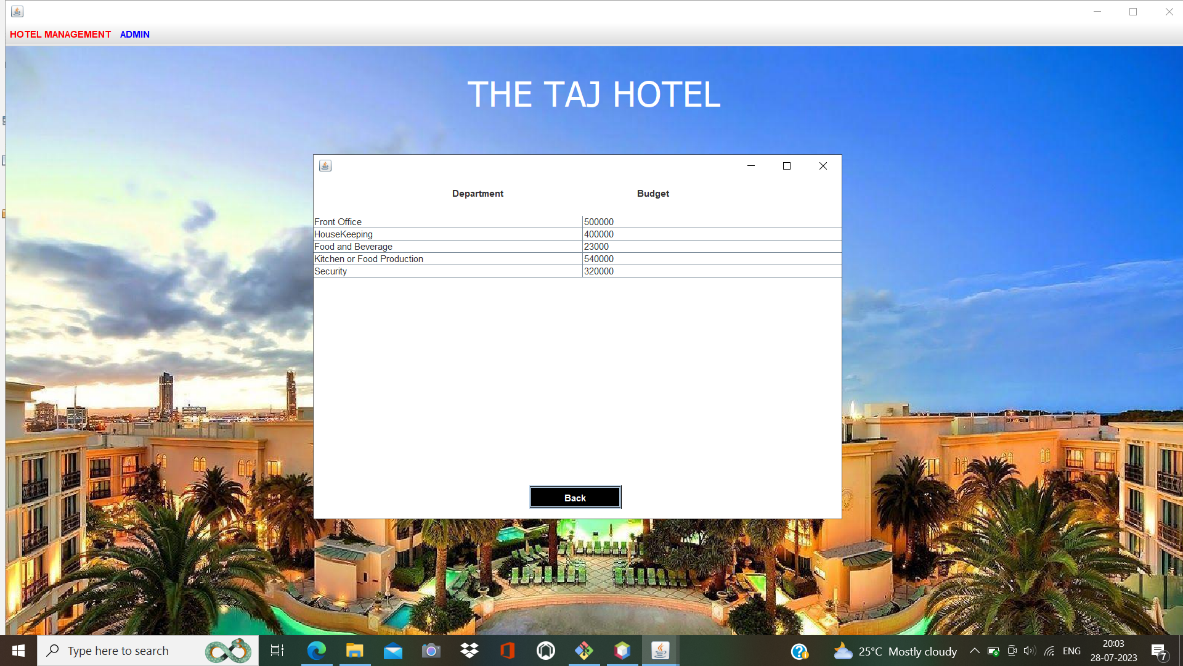 HOTEL MANAGEMENT ADMIN
THE TAJ HOTEL
Department Budget
Front Office 500000
HouseKeeping 400000
Food and Beverage 23000
Kitchen or Food Production 540000
Security 320000
Back
Type here to search
25°C Mostly cloudy
ENG
20:03
28-07-2023
7